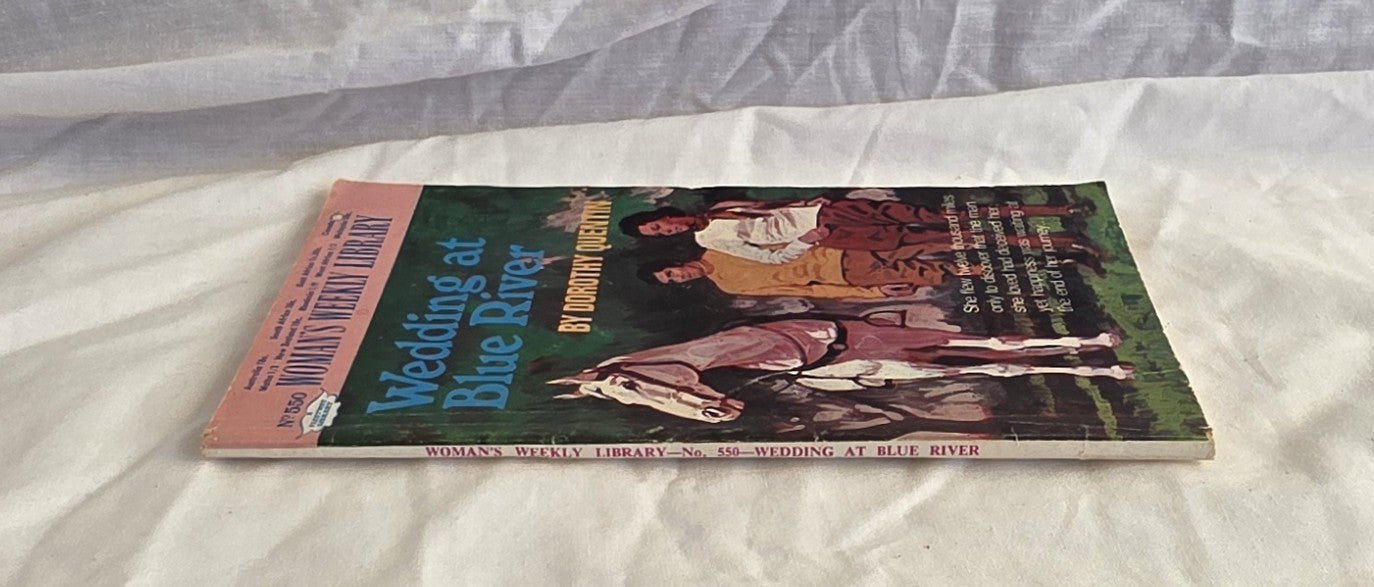 WOMAN'S WEEKLY LIBRARY
Nº 550
Wedding at
Blue River
BY DOROTHY QUENTIN
She flew twelve thousand miles
only to discover that the man
she loved had deceived her,
yet happiness was waiting at
the end of her journey
WOMAN'S WEEKLY LIBRARY—No. 550—WEDDING AT BLUE RIVER